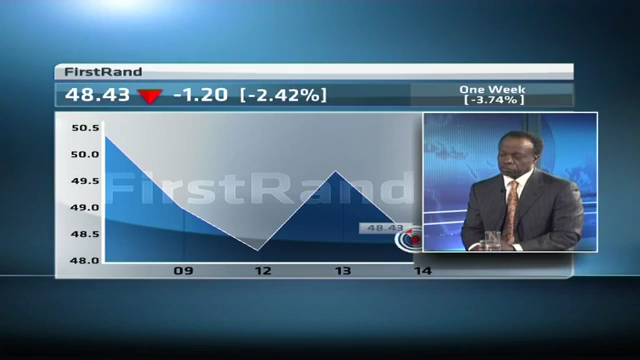 FirstRand
48.43 -1.20 [-2.42%]
One Week
[-3.74%]
50.5
50.0
49.5
49.0
48.5
48.0
FirstRand
48.43
09 12 13 14